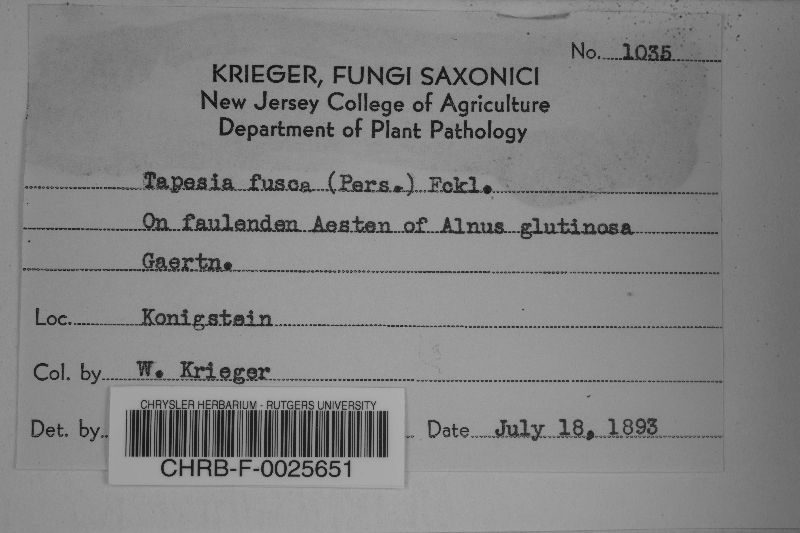 No. 1035
KRIEGER, FUNGI SAXONICI
New Jersey College of Agriculture
Department of Plant Pathology
Tapesia fusca (Pers.) Fckl.
On faulenden Aesten of Alnus glutinosa
Gaertn.
Loc. Konigstein
Col. by W. Krieger
Det. by Date July 18, 1893
CHRYSLER HERBARIUM - RUTGERS UNIVERSITY
CHRB-F-0025651